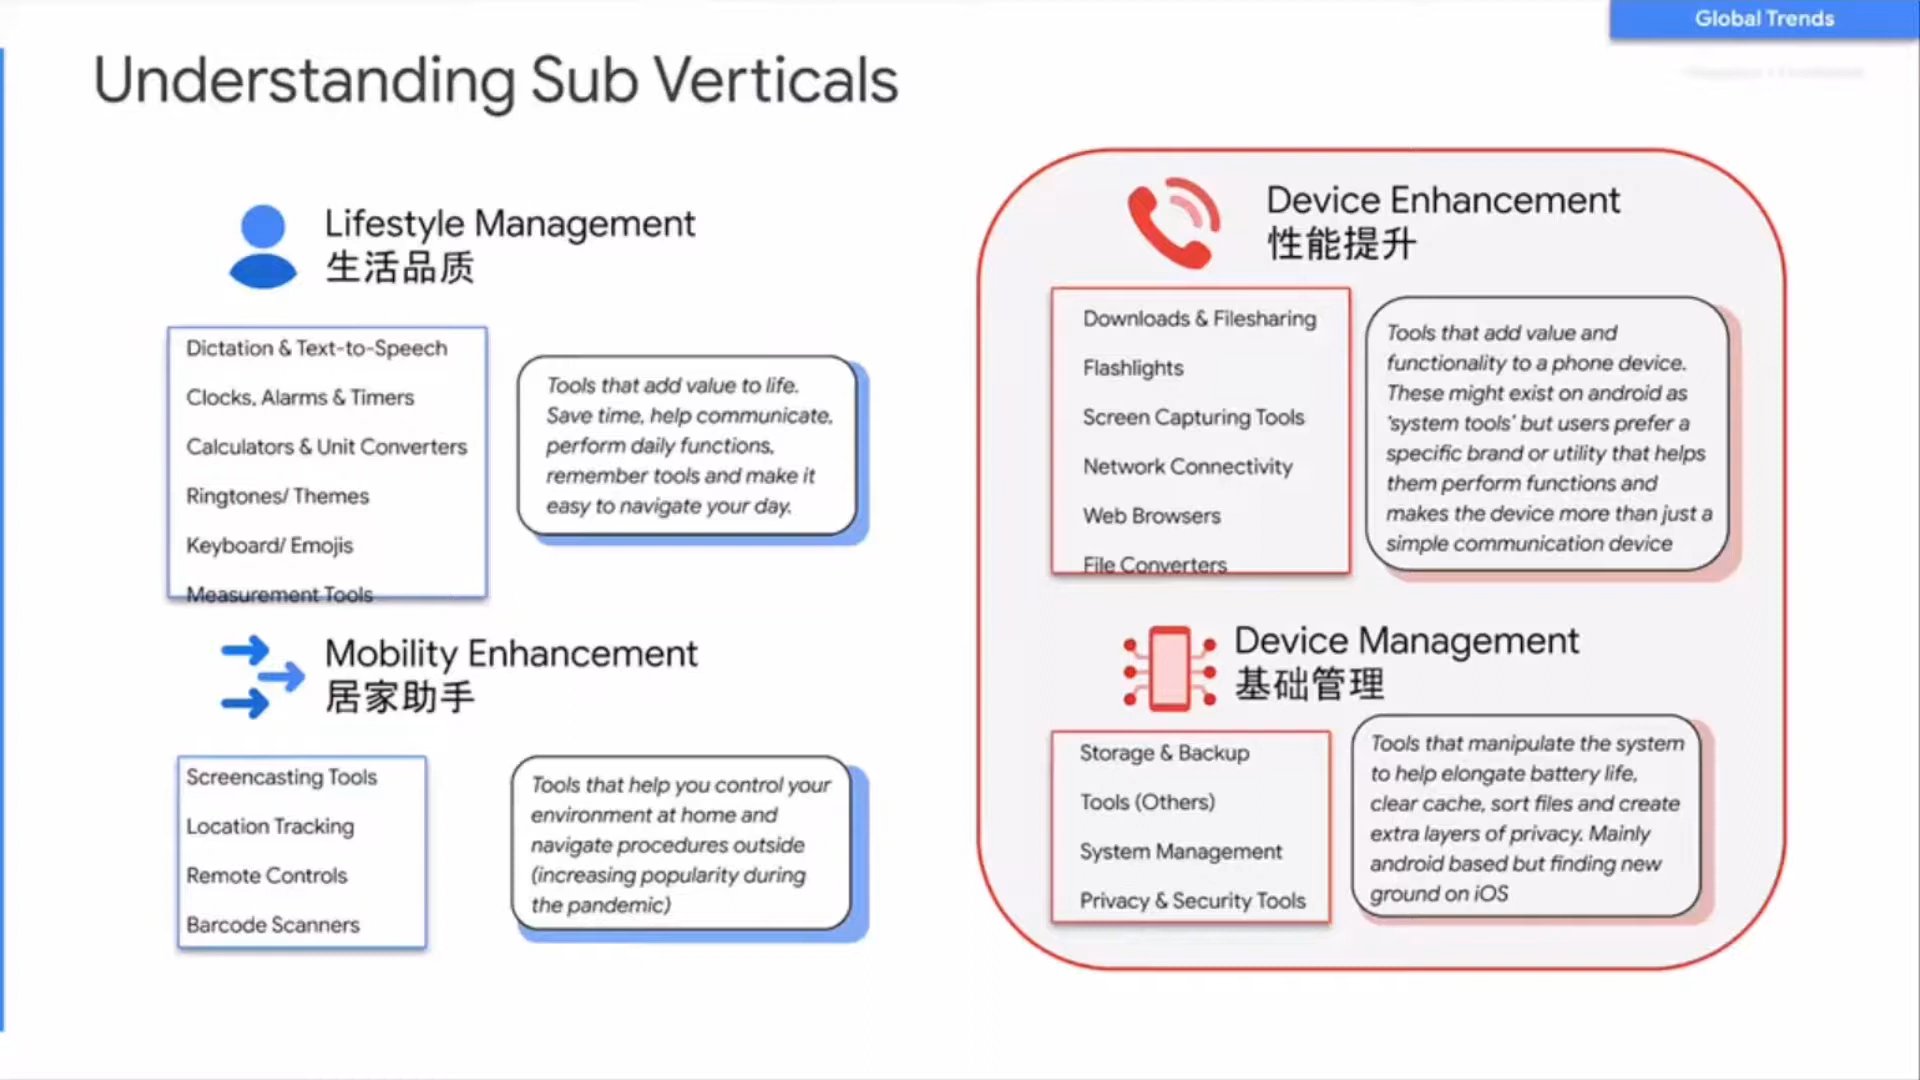 Global Trends
Understanding Sub Verticals
Lifestyle Management
生活品质
Dictation & Text-to-Speech
Clocks, Alarms & Timers
Calculators & Unit Converters
Ringtones/ Themes
Keyboard/ Emojis
Measurement Tools
Tools that add value to life.
Save time, help communicate,
perform daily functions,
remember tools and make it
easy to navigate your day.
Mobility Enhancement
居家助手
Screencasting Tools
Location Tracking
Remote Controls
Barcode Scanners
Tools that help you control your
environment at home and
navigate procedures outside
(increasing popularity during
the pandemic)
Device Enhancement
性能提升
Downloads & Filesharing
Flashlights
Screen Capturing Tools
Network Connectivity
Web Browsers
File Converters
Tools that add value and
functionality to a phone device.
These might exist on android as
‘system tools’ but users prefer a
specific brand or utility that helps
them perform functions and
makes the device more than just a
simple communication device
Device Management
基础管理
Storage & Backup
Tools (Others)
System Management
Privacy & Security Tools
Tools that manipulate the system
to help elongate battery life,
clear cache, sort files and create
extra layers of privacy. Mainly
android based but finding new
ground on iOS